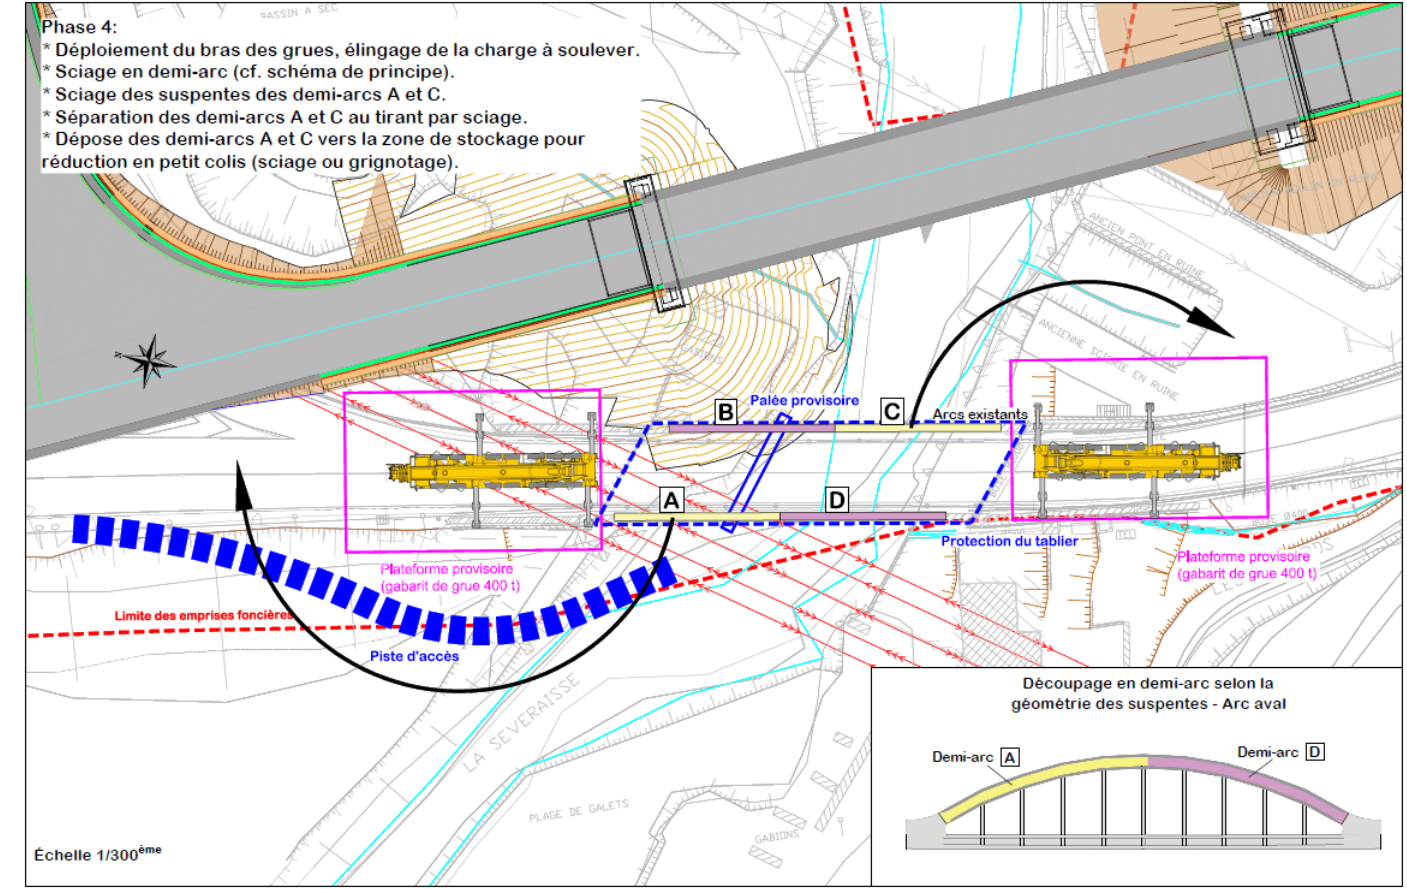 BASSIN A SEC
Phase 4:
* Déploiement du bras des grues, élingage de la charge à soulever.
* Sciage en demi-arc (cf. schéma de principe).
* Sciage des suspentes des demi-arcs A et C.
* Séparation des demi-arcs A et C au tirant par sciage.
* Dépose des demi-arcs A et C vers la zone de stockage pour
réduction en petit colis (sciage ou grignotage).
ANCIEN PONT EN RUINE
ANCIENNE SCIERIE EN RUINE
GABIONS
Palée provisoire
B
C
Arcs existants
A
D
Protection du tablier
Plateforme provisoire
(gabarit de grue 400 t)
Plateforme provisoire
(gabarit de grue 400 t)
Limite des emprises foncières
Piste d'accès
LA SEVERAISSE
PLAGE DE GALETS
GABIONS
Découpage en demi-arc selon la
géométrie des suspentes - Arc aval
Demi-arc A
Demi-arc D
Échelle 1/300ème